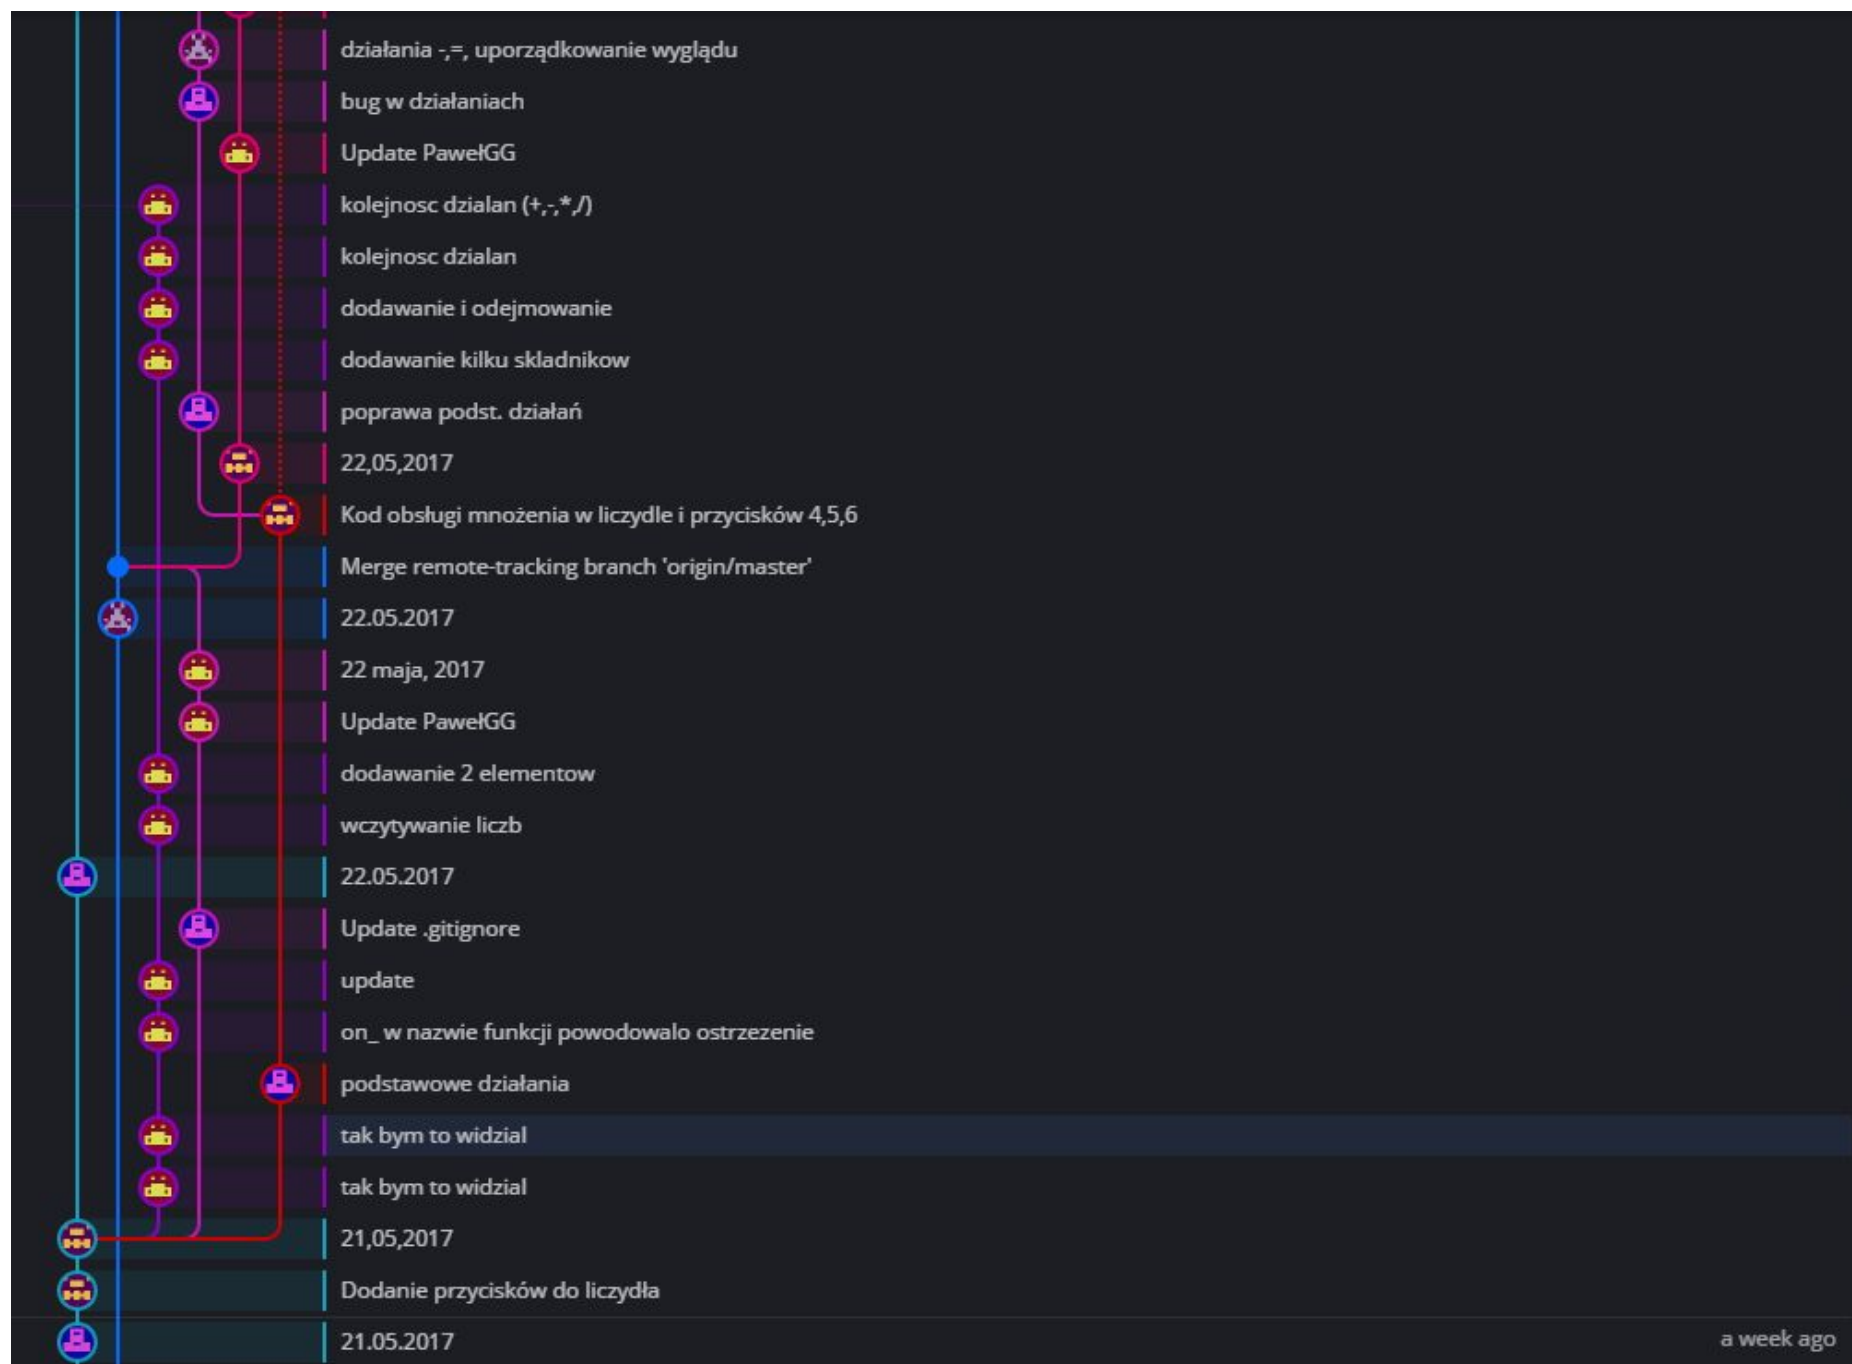 działania -,=, uporządkowanie wyglądu
bug w działaniach
Update PawełGG
kolejnosc dzialan (+,-,*,/)
kolejnosc dzialan
dodawanie i odejmowanie
dodawanie kilku skladnikow
poprawa podst. działań
22,05,2017
Kod obsługi mnożenia w liczydle i przycisków 4,5,6
Merge remote-tracking branch 'origin/master'
22.05.2017
22 maja, 2017
Update PawełGG
dodawanie 2 elementow
wczytywanie liczb
22.05.2017
Update .gitignore
update
on_ w nazwie funkcji powodowalo ostrzezenie
podstawowe działania
tak bym to widzial
tak bym to widzial
21,05,2017
Dodanie przycisków do liczydła
21.05.2017 a week ago